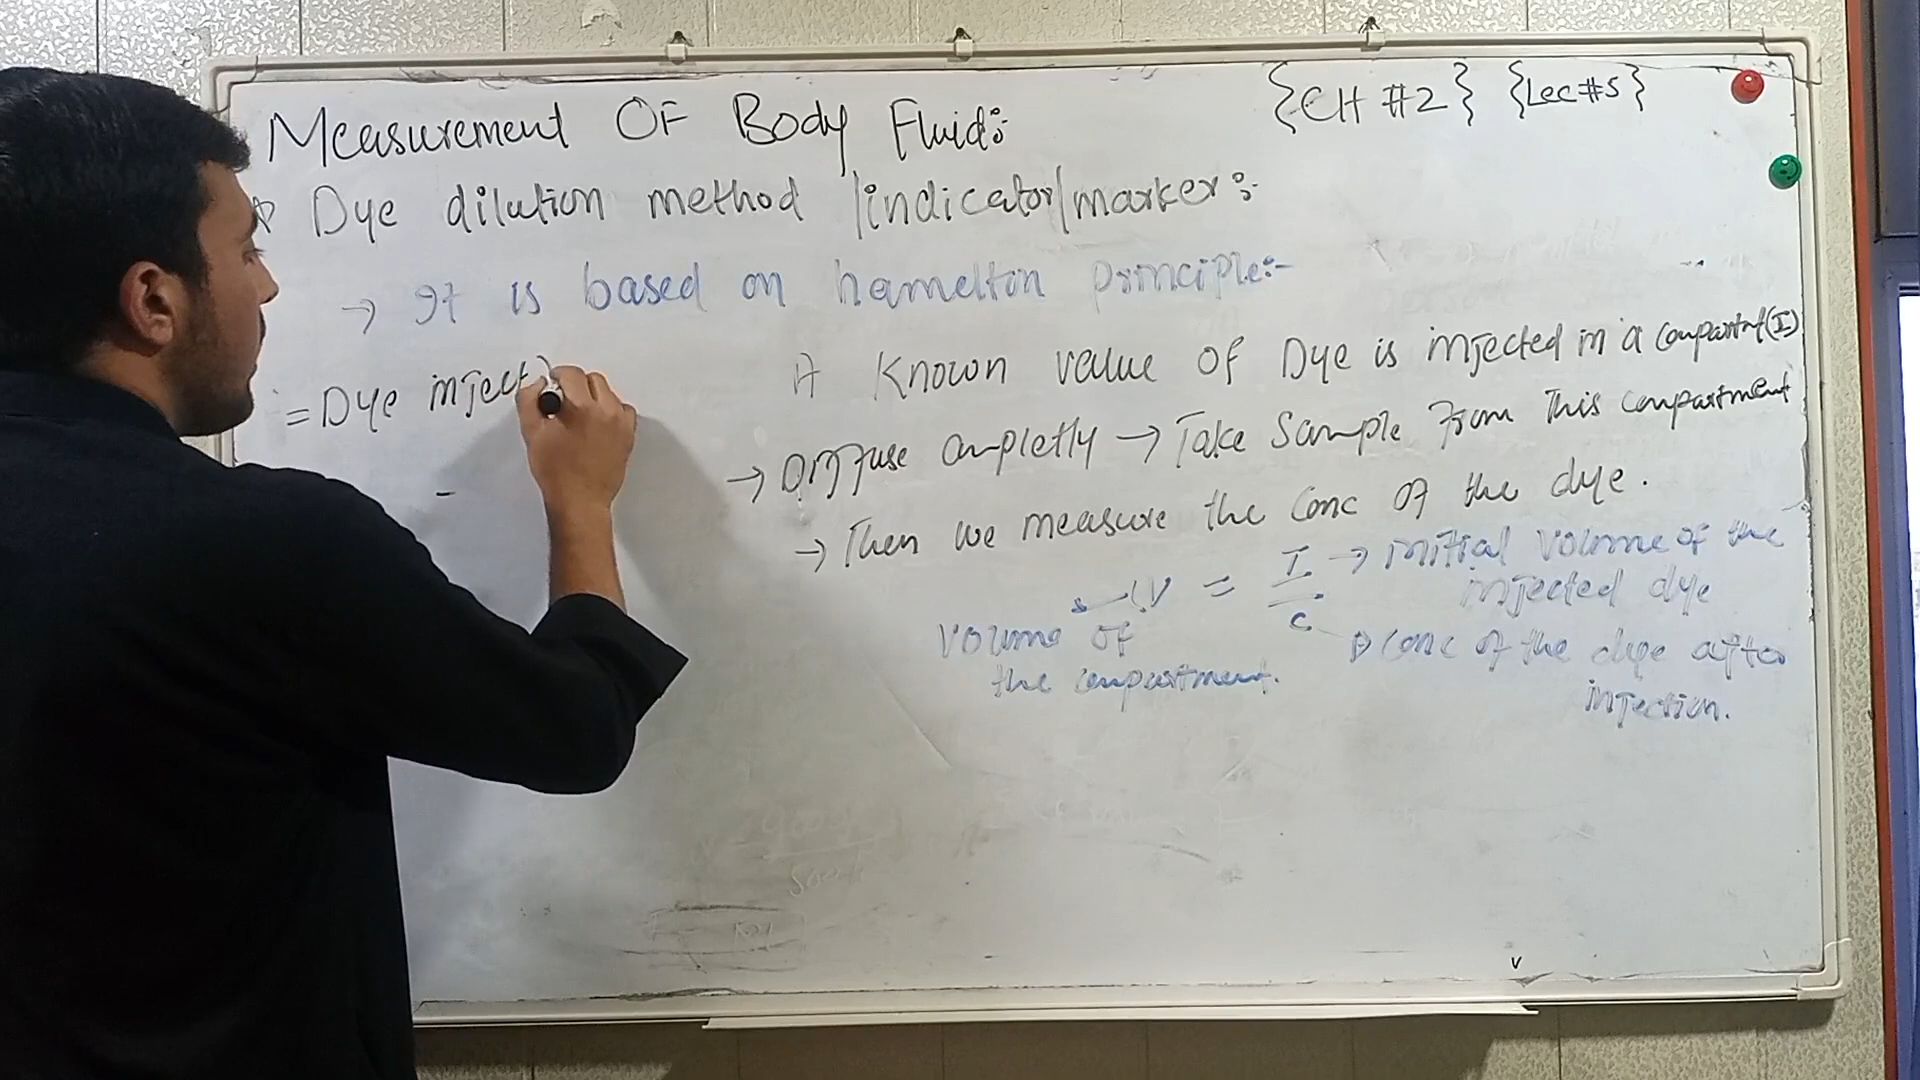 Measurement OF Body Fluid:-
{CH #2} {Lec #5}
Dye dilution method /indicator/marker:-
→ It is based on hamelton principle:-
= Dye inject
A Known value of Dye is injected in a
→ Diffuse → Take Sample From This compartment
→ Then we measure the Conc of the dye.
V = I/C
→ initial volume of the
injected dye
volume of
the compartment.
Conc of the dye after
injection.